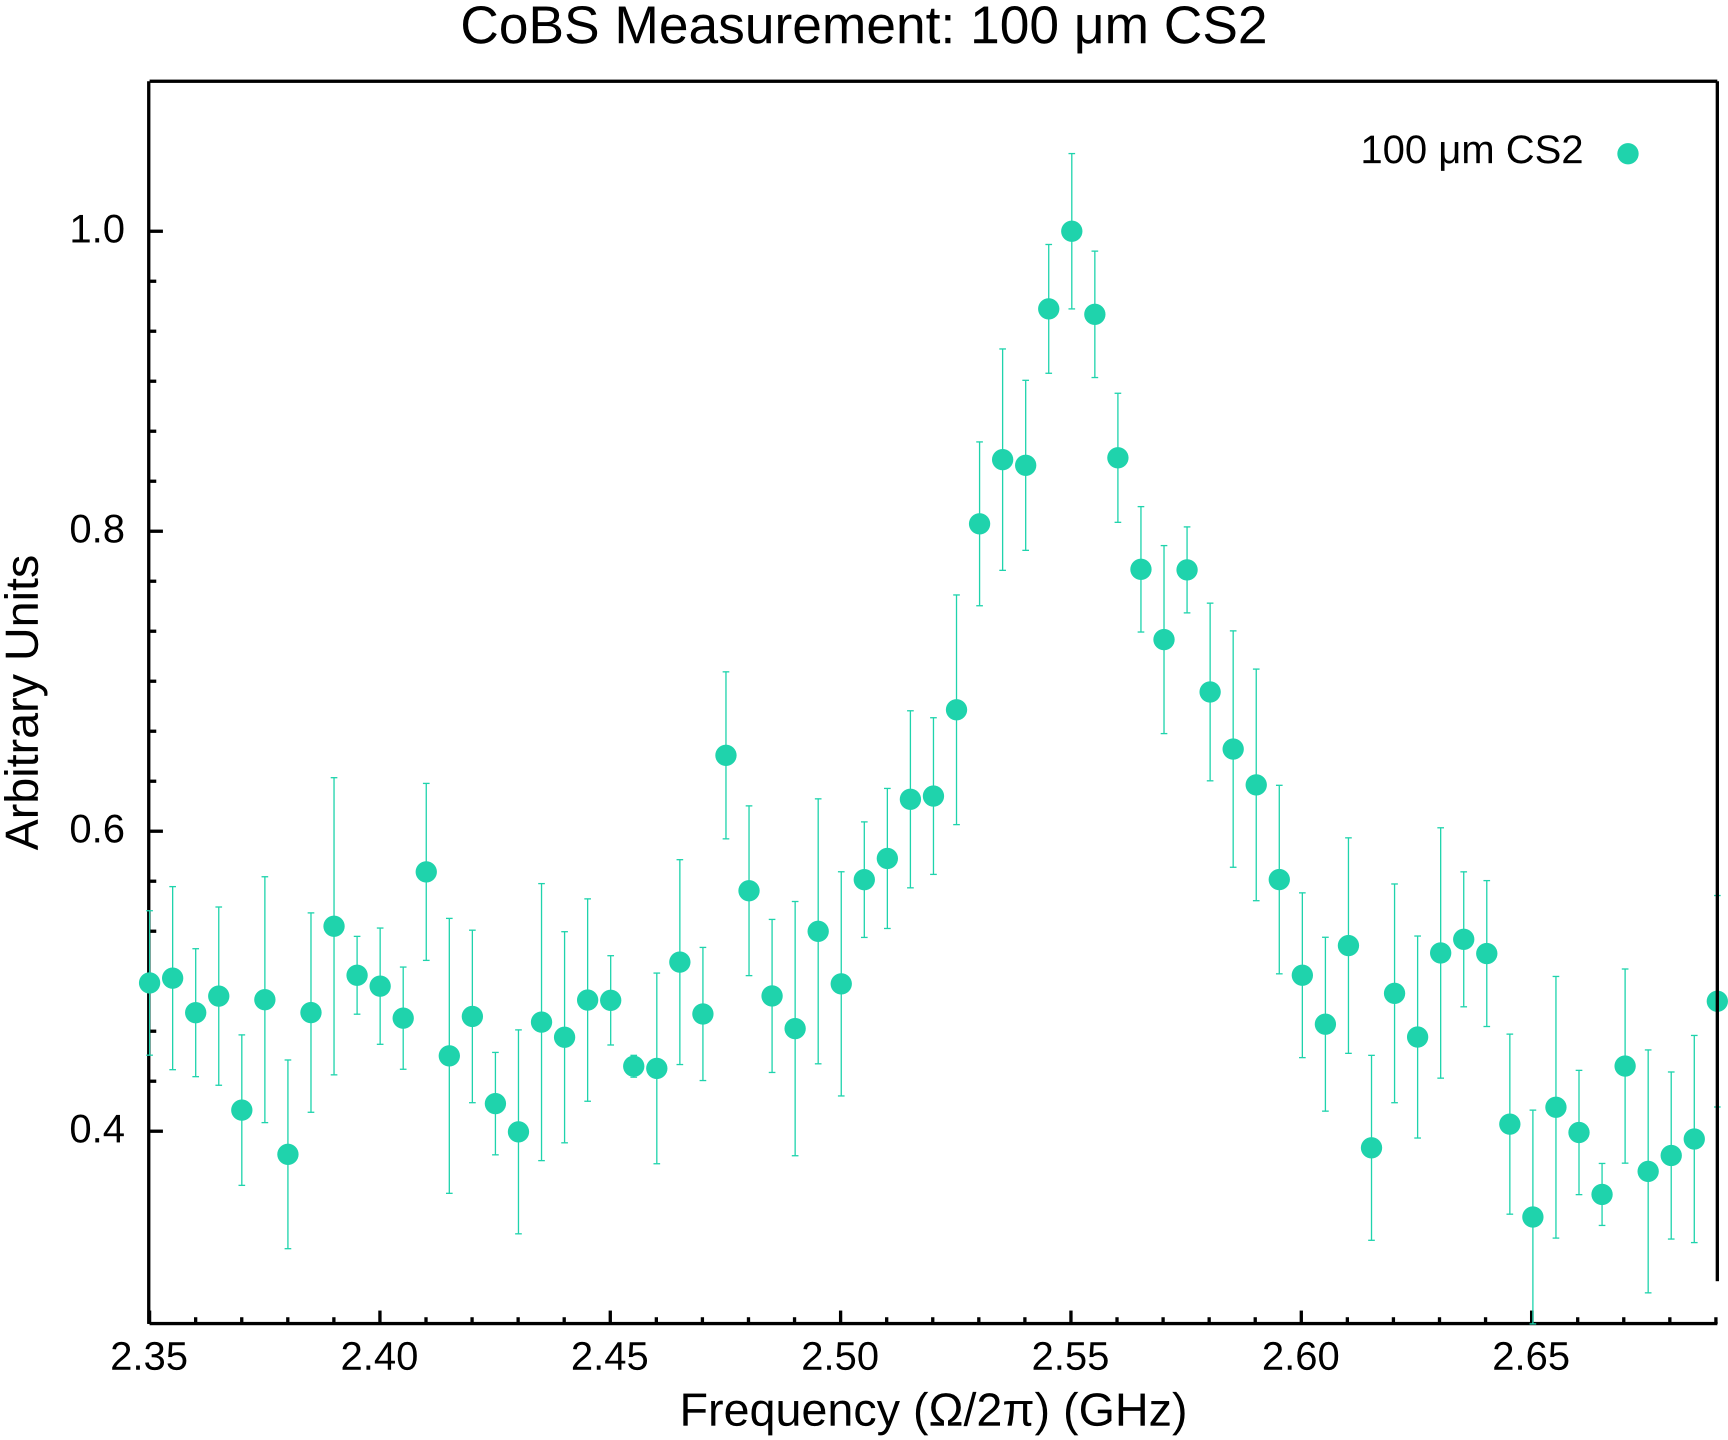 CoBS Measurement: 100 μm CS2
100 μm CS2
1.0
0.8
0.6
0.4
Arbitrary Units
2.35 2.40 2.45 2.50 2.55 2.60 2.65
Frequency (Ω/2π) (GHz)